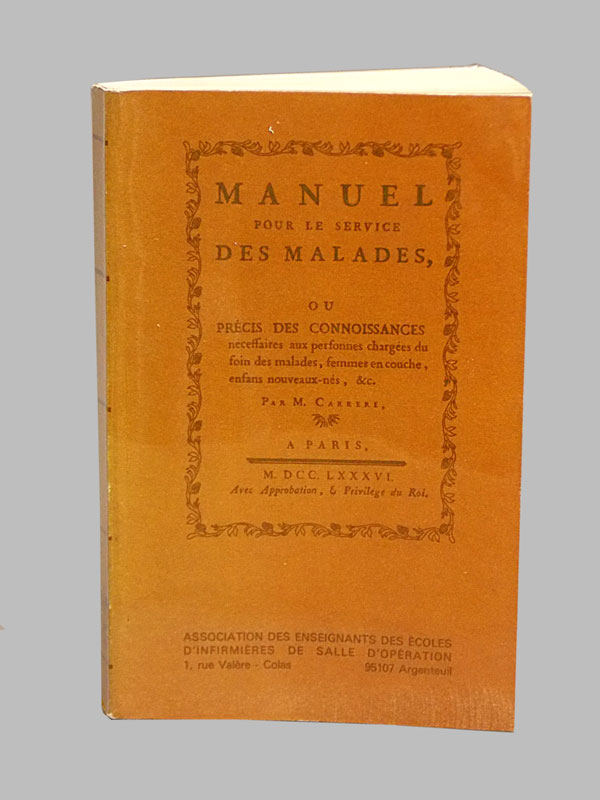 MANUEL
POUR LE SERVICE
DES MALADES,
OU
PRÉCIS DES CONNOISSANCES
neceſſaires aux perſonnes chargées du
ſoin des malades, femmes en couche,
enfans nouveaux-nés, &c.
PAR M. CARRERE,
A PARIS,
M. DCC. LXXXVI.
Avec Approbation, & Privilege du Roi.
ASSOCIATION DES ENSEIGNANTS DES ÉCOLES
D'INFIRMIÈRES DE SALLE D'OPÉRATION
1, rue Valère - Colas 95107 Argenteuil